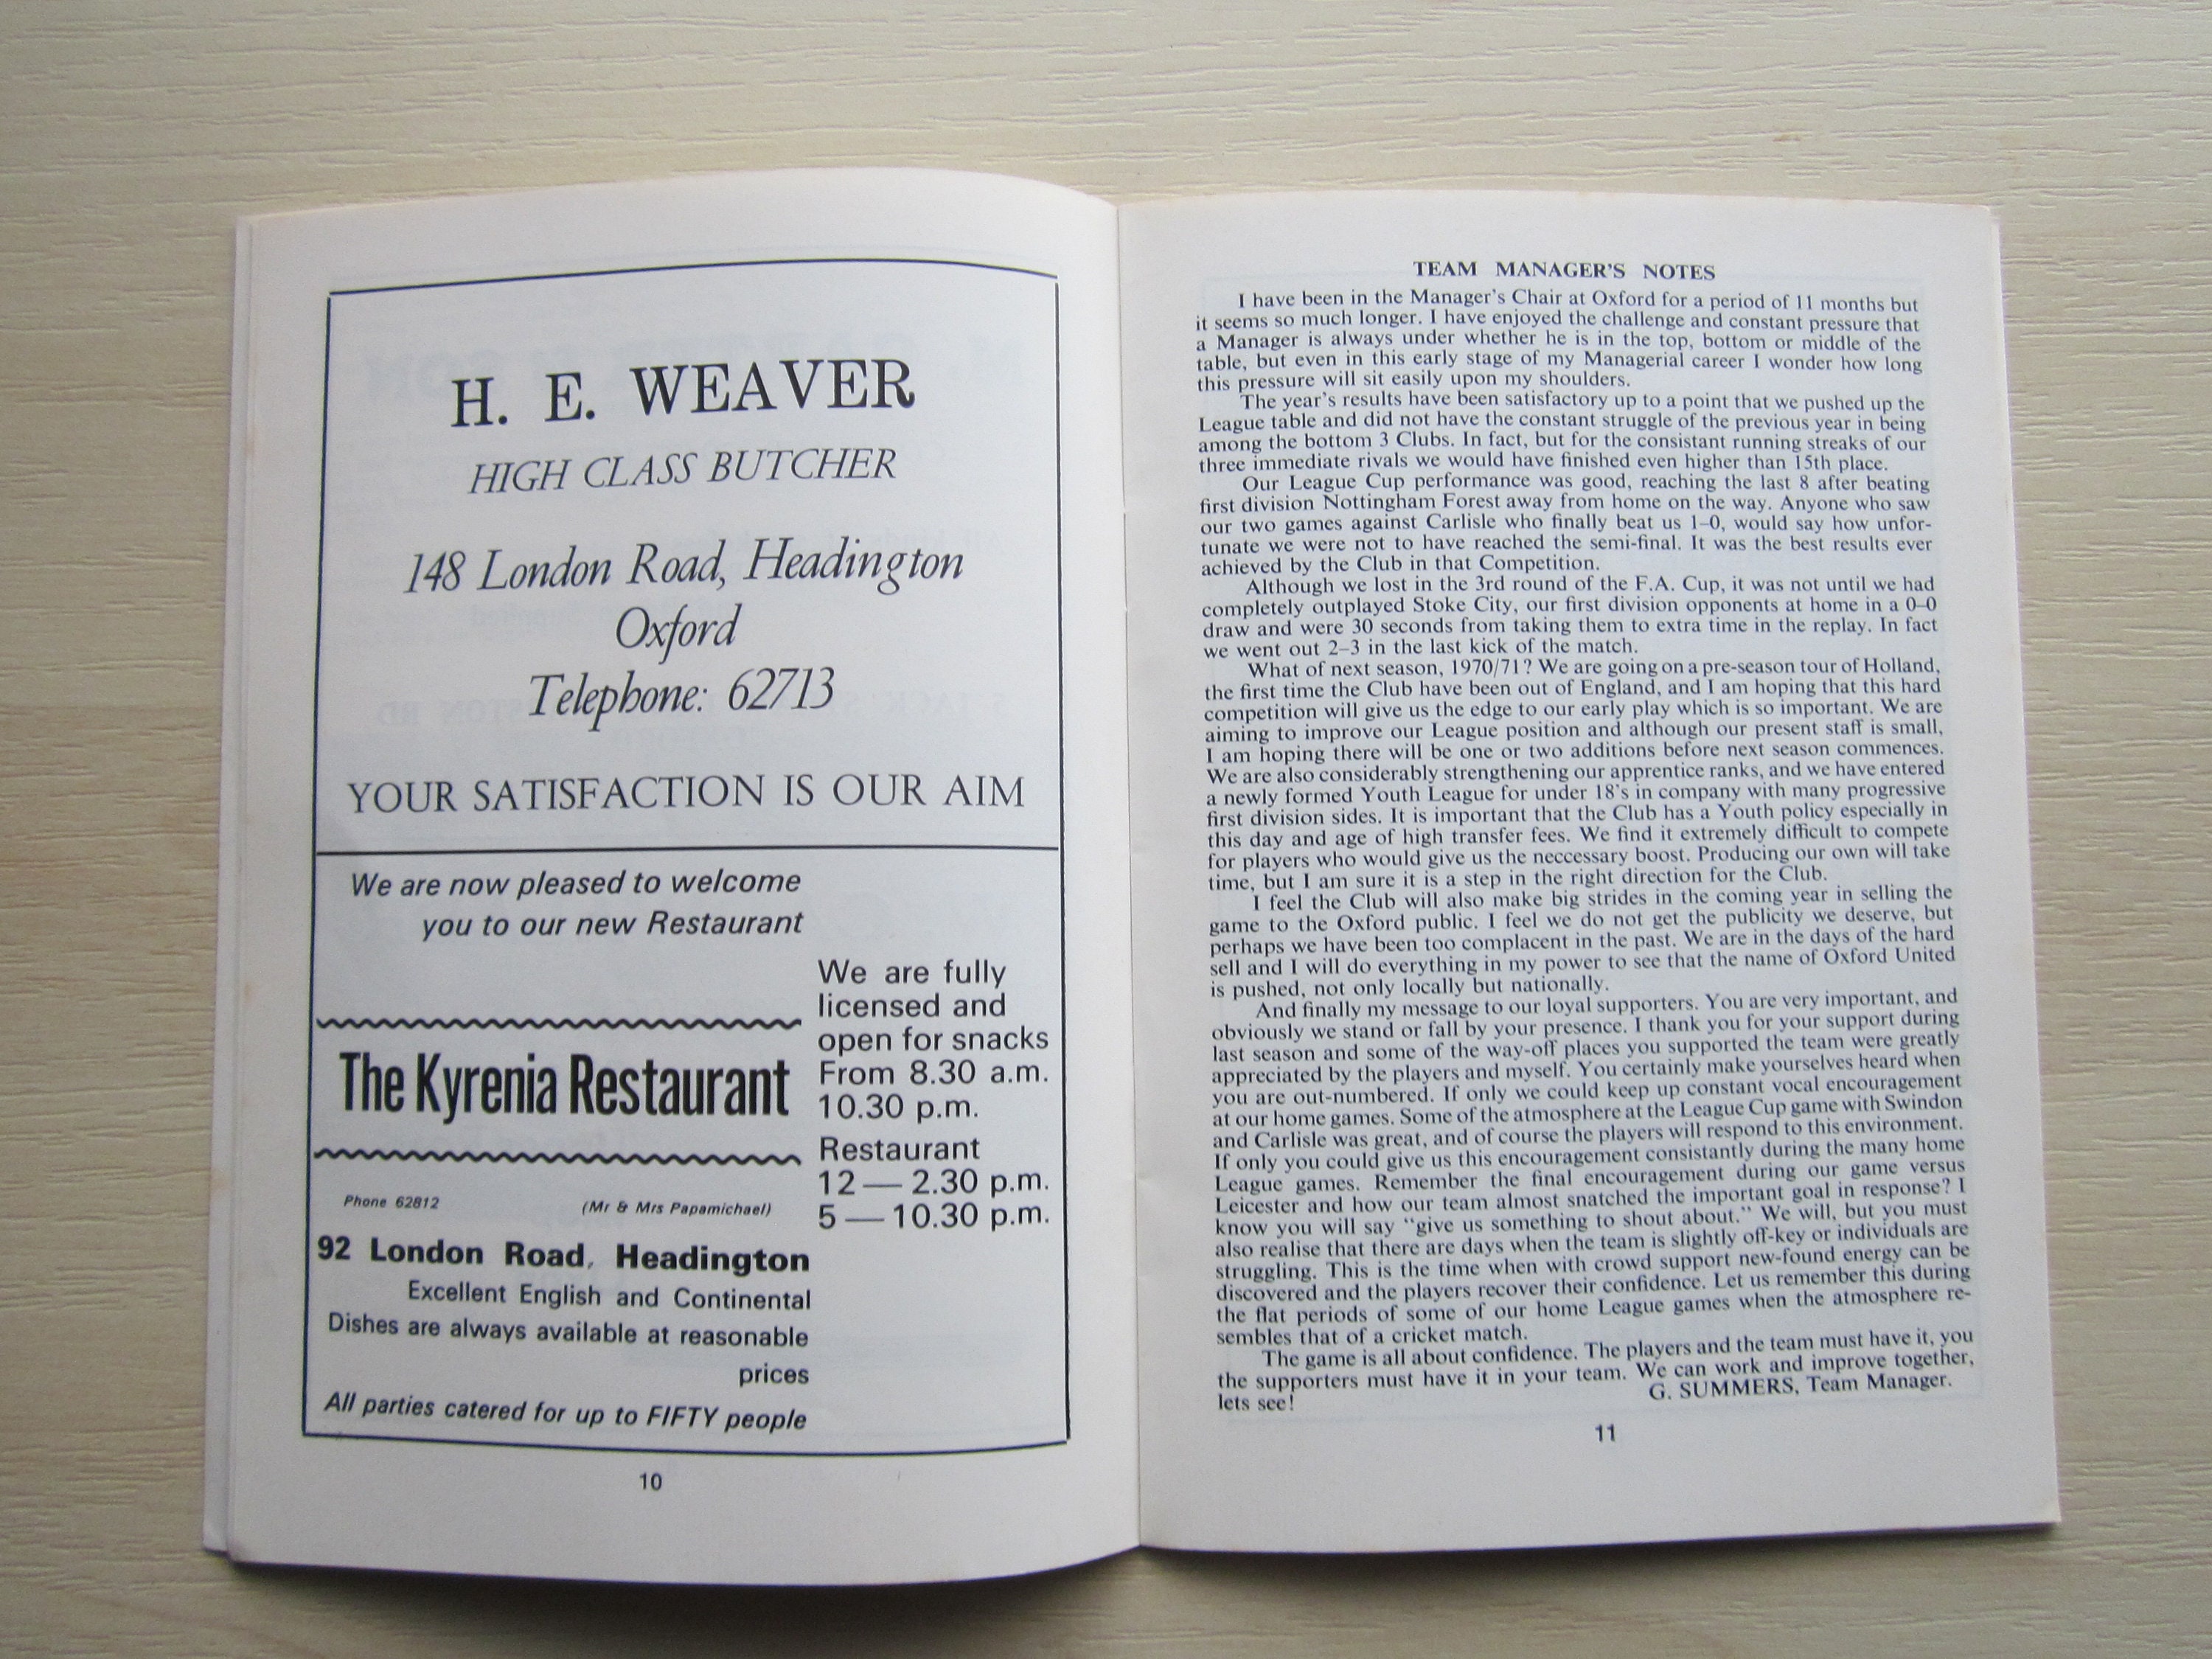 H. E. WEAVER
HIGH CLASS BUTCHER
148 London Road, Headington
Oxford
Telephone: 62713
YOUR SATISFACTION IS OUR AIM
We are now pleased to welcome
you to our new Restaurant
The Kyrenia Restaurant
Phone 62812 (Mr & Mrs Papamichael)
92 London Road, Headington
Excellent English and Continental
Dishes are always available at reasonable
prices
All parties catered for up to FIFTY people
We are fully
licensed and
open for snacks
From 8.30 a.m.
10.30 p.m.
Restaurant
12 — 2.30 p.m.
5 — 10.30 p.m.
10
TEAM MANAGER'S NOTES
I have been in the Manager's Chair at Oxford for a period of 11 months but
it seems so much longer. I have enjoyed the challenge and constant pressure that
a Manager is always under whether he is in the top, bottom or middle of the
table, but even in this early stage of my Managerial career I wonder how long
this pressure will sit easily upon my shoulders.
The year's results have been satisfactory up to a point that we pushed up the
League table and did not have the constant struggle of the previous year in being
among the bottom 3 Clubs. In fact, but for the consistant running streaks of our
three immediate rivals we would have finished even higher than 15th place.
Our League Cup performance was good, reaching the last 8 after beating
first division Nottingham Forest away from home on the way. Anyone who saw
our two games against Carlisle who finally beat us 1–0, would say how unfor-
tunate we were not to have reached the semi-final. It was the best results ever
achieved by the Club in that Competition.
Although we lost in the 3rd round of the F.A. Cup, it was not until we had
completely outplayed Stoke City, our first division opponents at home in a 0–0
draw and were 30 seconds from taking them to extra time in the replay. In fact
we went out 2–3 in the last kick of the match.
What of next season, 1970/71? We are going on a pre-season tour of Holland,
the first time the Club have been out of England, and I am hoping that this hard
competition will give us the edge to our early play which is so important. We are
aiming to improve our League position and although our present staff is small,
I am hoping there will be one or two additions before next season commences.
We are also considerably strengthening our apprentice ranks, and we have entered
a newly formed Youth League for under 18's in company with many progressive
first division sides. It is important that the Club has a Youth policy especially in
this day and age of high transfer fees. We find it extremely difficult to compete
for players who would give us the neccessary boost. Producing our own will take
time, but I am sure it is a step in the right direction for the Club.
I feel the Club will also make big strides in the coming year in selling the
game to the Oxford public. I feel we do not get the publicity we deserve, but
perhaps we have been too complacent in the past. We are in the days of the hard
sell and I will do everything in my power to see that the name of Oxford United
is pushed, not only locally but nationally.
And finally my message to our loyal supporters. You are very important, and
obviously we stand or fall by your presence. I thank you for your support during
last season and some of the way-off places you supported the team were greatly
appreciated by the players and myself. You certainly make yourselves heard when
you are out-numbered. If only we could keep up constant vocal encouragement
at our home games. Some of the atmosphere at the League Cup game with Swindon
and Carlisle was great, and of course the players will respond to this environment.
If only you could give us this encouragement consistently during the many home
League games. Remember the final encouragement during our game versus
Leicester and how our team almost snatched the important goal in response? I
know you will say "give us something to shout about." We will, but you must
also realise that there are days when the team is slightly off-key or individuals are
struggling. This is the time when with crowd support new-found energy can be
discovered and the players recover their confidence. Let us remember this during
the flat periods of some of our home League games when the atmosphere re-
sembles that of a cricket match.
The game is all about confidence. The players and the team must have it, you
the supporters must have it in your team. We can work and improve together,
lets see! G. SUMMERS, Team Manager.
11